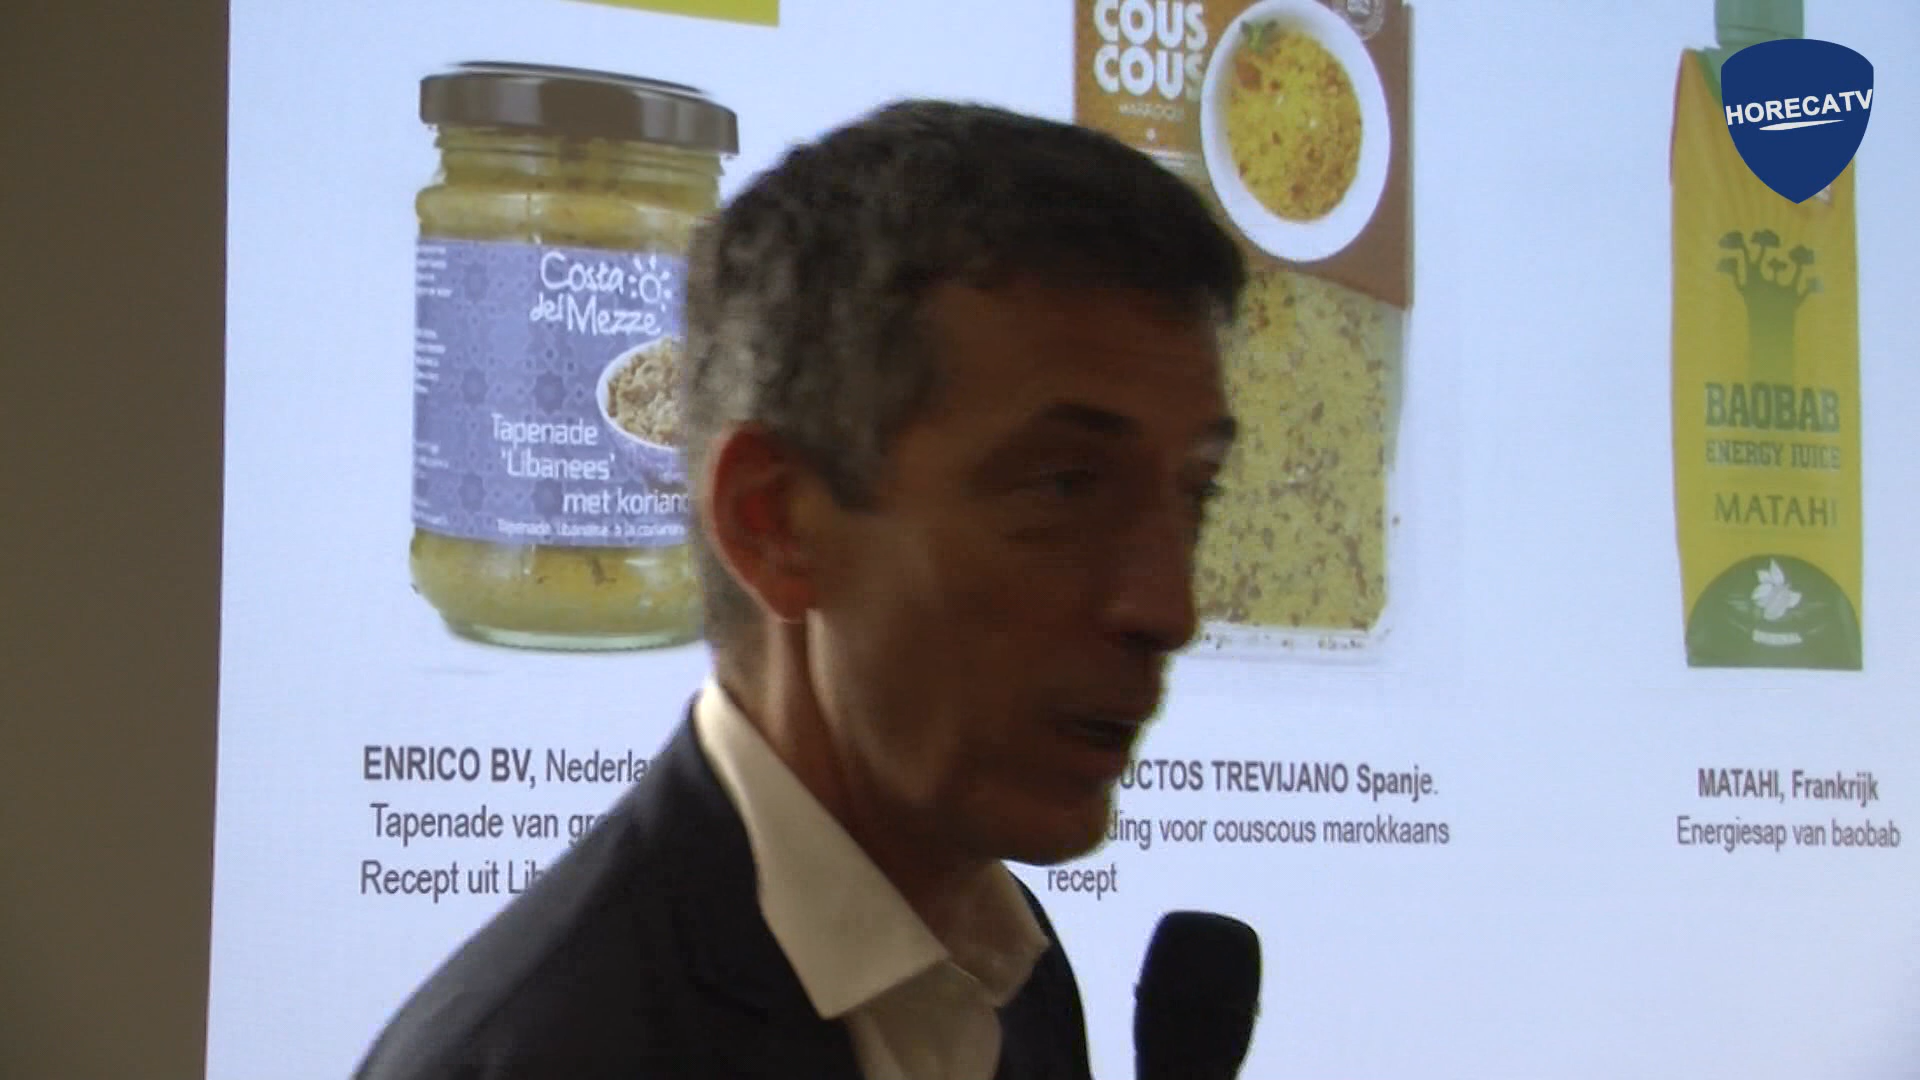 COUS
COUS
HORECATV
Costa
del Mezze
Tapenade
'Libanees'
met koriand
BAOBAB
ENERGY JUICE
MATAHI
ENRICO BV, Nederla
Tapenade van gr
Recept uit Lib
UCTOS TREVIJANO Spanje.
ding voor couscous marokkaans
recept
MATAHI, Frankrijk
Energiesap van baobab